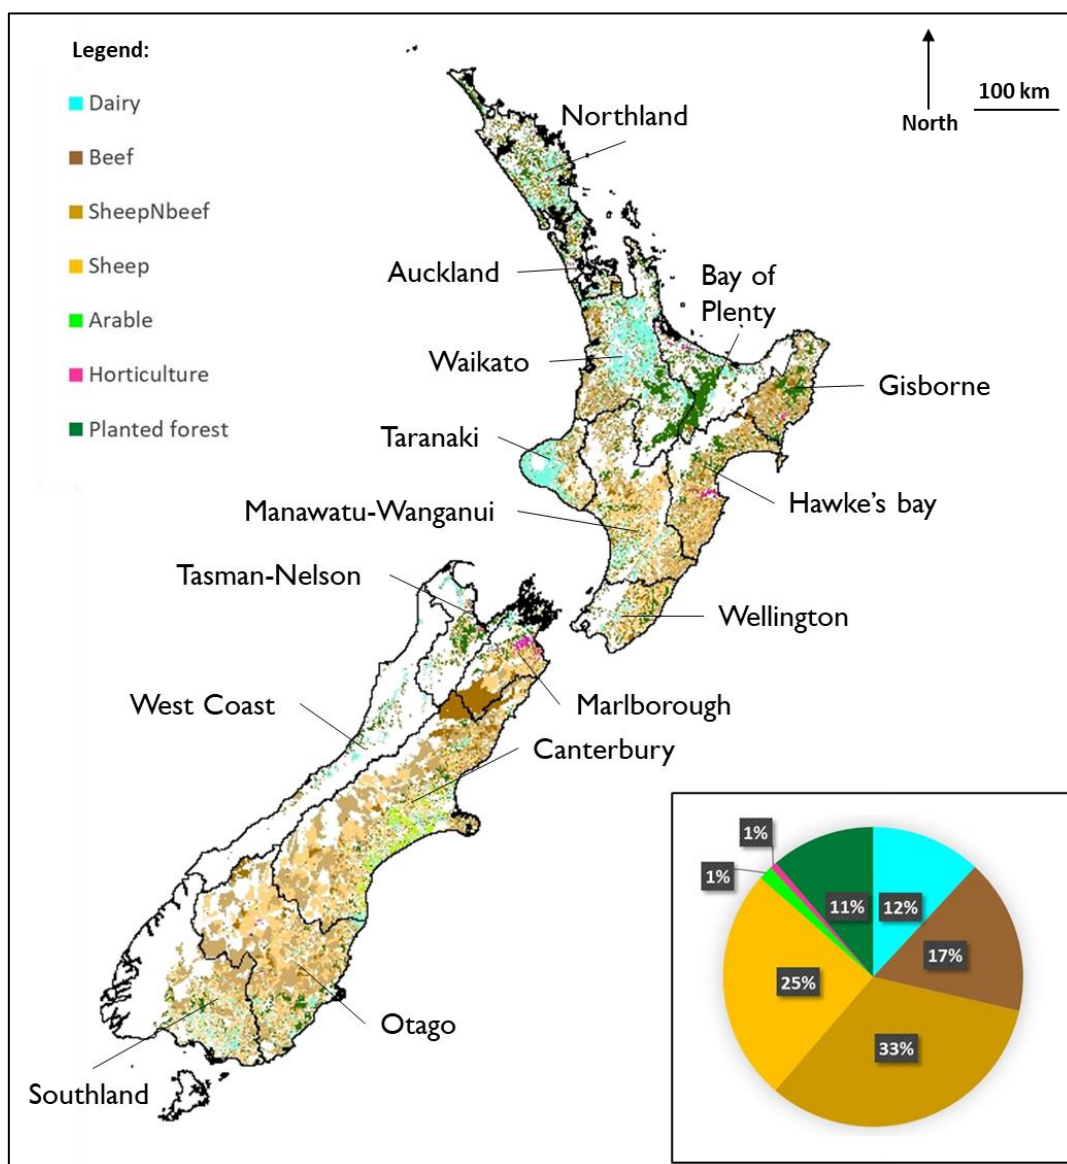 Legend:
Dairy
Beef
SheepNbeef
Sheep
Arable
Horticulture
Planted forest
North
100 km
Northland
Auckland
Bay of
Plenty
Waikato
Gisborne
Taranaki
Hawke's bay
Manawatu-Wanganui
Tasman-Nelson
Wellington
West Coast
Marlborough
Canterbury
Otago
Southland
1%
1%
11%
12%
17%
25%
33%